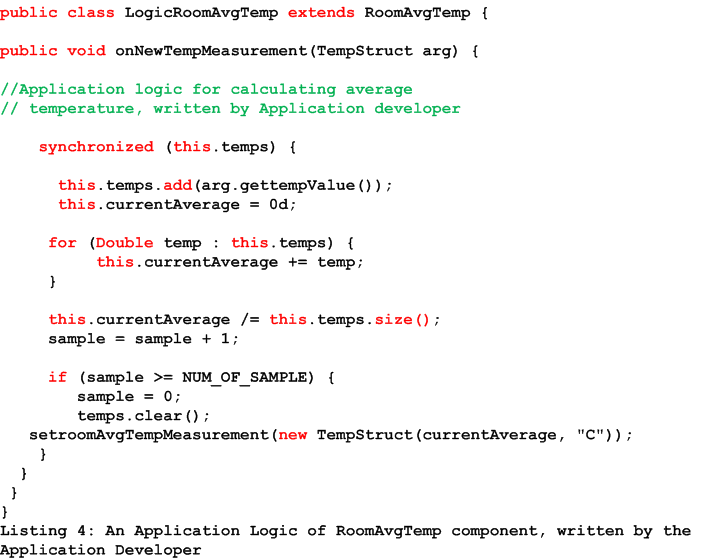 public class LogicRoomAvgTemp extends RoomAvgTemp {
public void onNewTempMeasurement(TempStruct arg) {
//Application logic for calculating average
// temperature, written by Application developer
synchronized (this.temps) {
this.temps.add(arg.gettempValue());
this.currentAverage = 0d;
for (Double temp : this.temps) {
this.currentAverage += temp;
}
this.currentAverage /= this.temps.size();
sample = sample + 1;
if (sample >= NUM_OF_SAMPLE) {
sample = 0;
temps.clear();
setroomAvgTempMeasurement(new TempStruct(currentAverage, "C"));
}
}
}
}
Listing 4: An Application Logic of RoomAvgTemp component, written by the
Application Developer